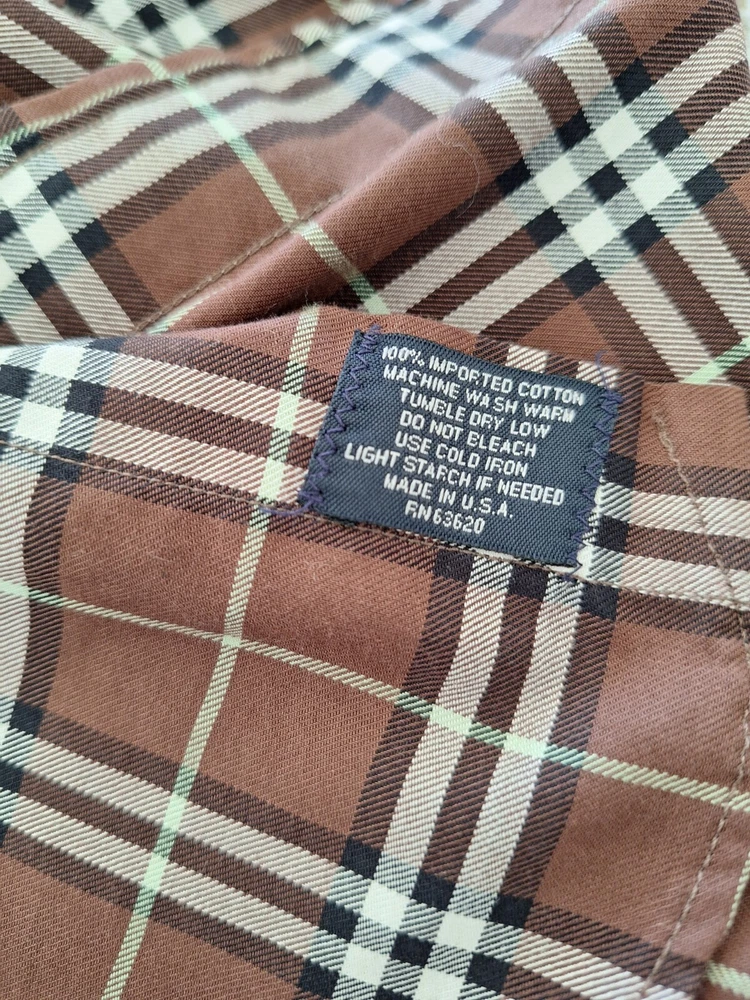 100% IMPORTED COTTON
MACHINE WASH WARM
TUMBLE DRY LOW
DO NOT BLEACH
USE COLD IRON
LIGHT STARCH IF NEEDED
MADE IN U.S.A.
RN63620